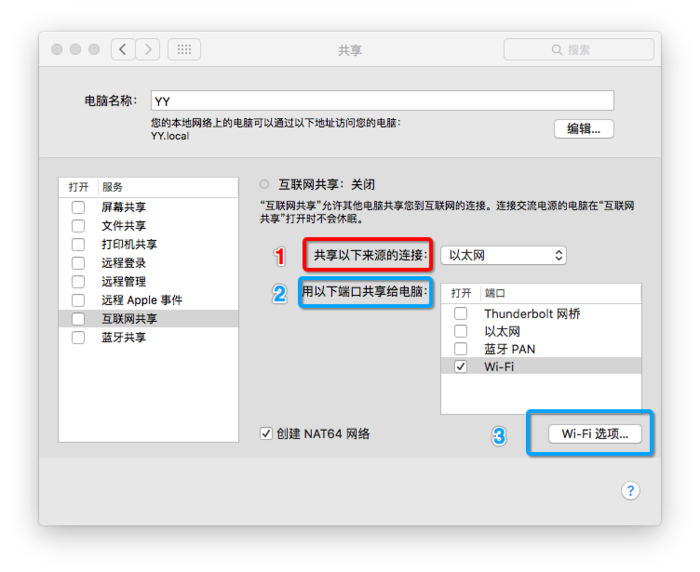 共享
搜索
电脑名称:
YY
您的本地网络上的电脑可以通过以下地址访问您的电脑:
YY.local
编辑...
打开 服务
屏幕共享
文件共享
打印机共享
远程登录
远程管理
远程 Apple 事件
互联网共享
蓝牙共享
互联网共享: 关闭
“互联网共享”允许其他电脑共享您到互联网的连接。连接交流电源的电脑在“互联网
共享”打开时不会休眠。
1 共享以下来源的连接: 以太网
2 用以下端口共享给电脑:
打开 端口
Thunderbolt 网桥
以太网
蓝牙 PAN
Wi-Fi
创建 NAT64 网络
3 Wi-Fi 选项...
?